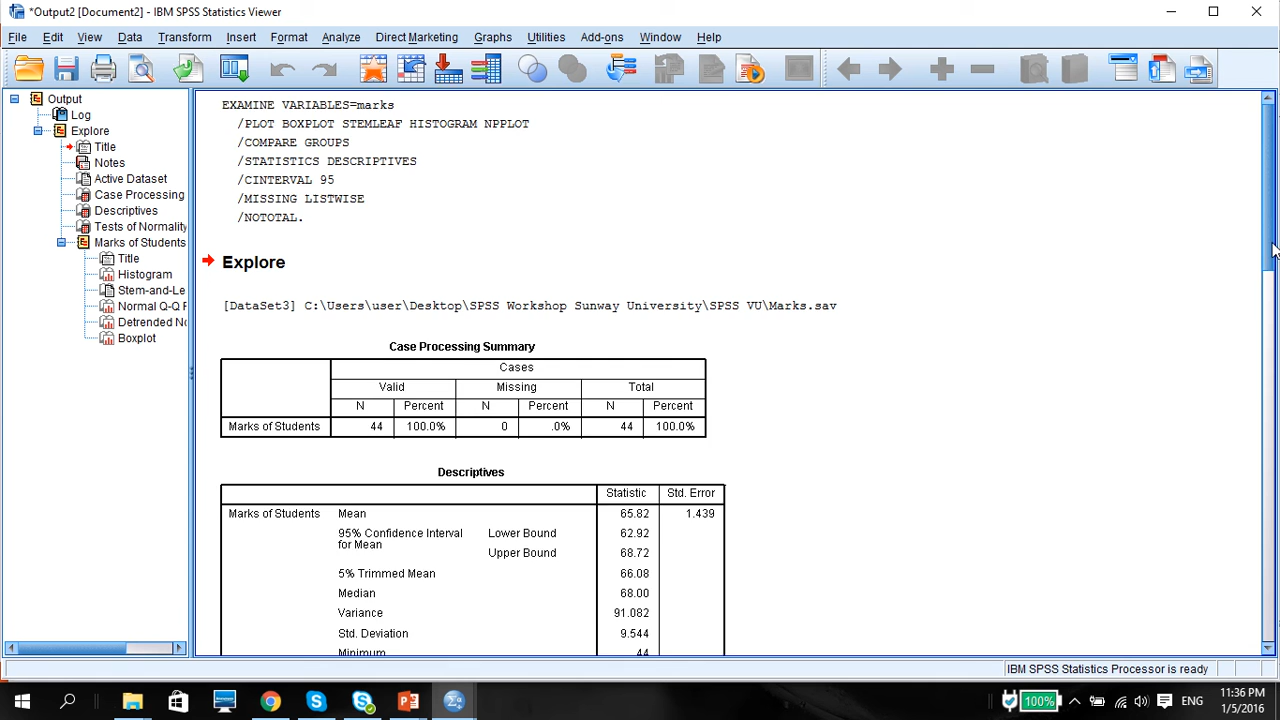 *Output2 [Document2] - IBM SPSS Statistics Viewer
File Edit View Data Transform Insert Format Analyze Direct Marketing Graphs Utilities Add-ons Window Help
Output
Log
Explore
Title
Notes
Active Dataset
Case Processing
Descriptives
Tests of Normality
Marks of Students
Title
Histogram
Stem-and-Le
Normal Q-Q P
Detrended No
Boxplot
EXAMINE VARIABLES=marks
/PLOT BOXPLOT STEMLEAF HISTOGRAM NPPLOT
/COMPARE GROUPS
/STATISTICS DESCRIPTIVES
/CINTERVAL 95
/MISSING LISTWISE
/NOTOTAL.
Explore
[DataSet3] C:\Users\user\Desktop\SPSS Workshop Sunway University\SPSS VU\Marks.sav
Case Processing Summary
Cases
Valid Missing Total
N Percent N Percent N Percent
Marks of Students 44 100.0% 0 .0% 44 100.0%
Descriptives
Statistic Std. Error
Marks of Students Mean 65.82 1.439
95% Confidence Interval for Mean Lower Bound 62.92
Upper Bound 68.72
5% Trimmed Mean 66.08
Median 68.00
Variance 91.082
Std. Deviation 9.544
Minimum 44
IBM SPSS Statistics Processor is ready
100% ENG 11:36 PM
1/5/2016